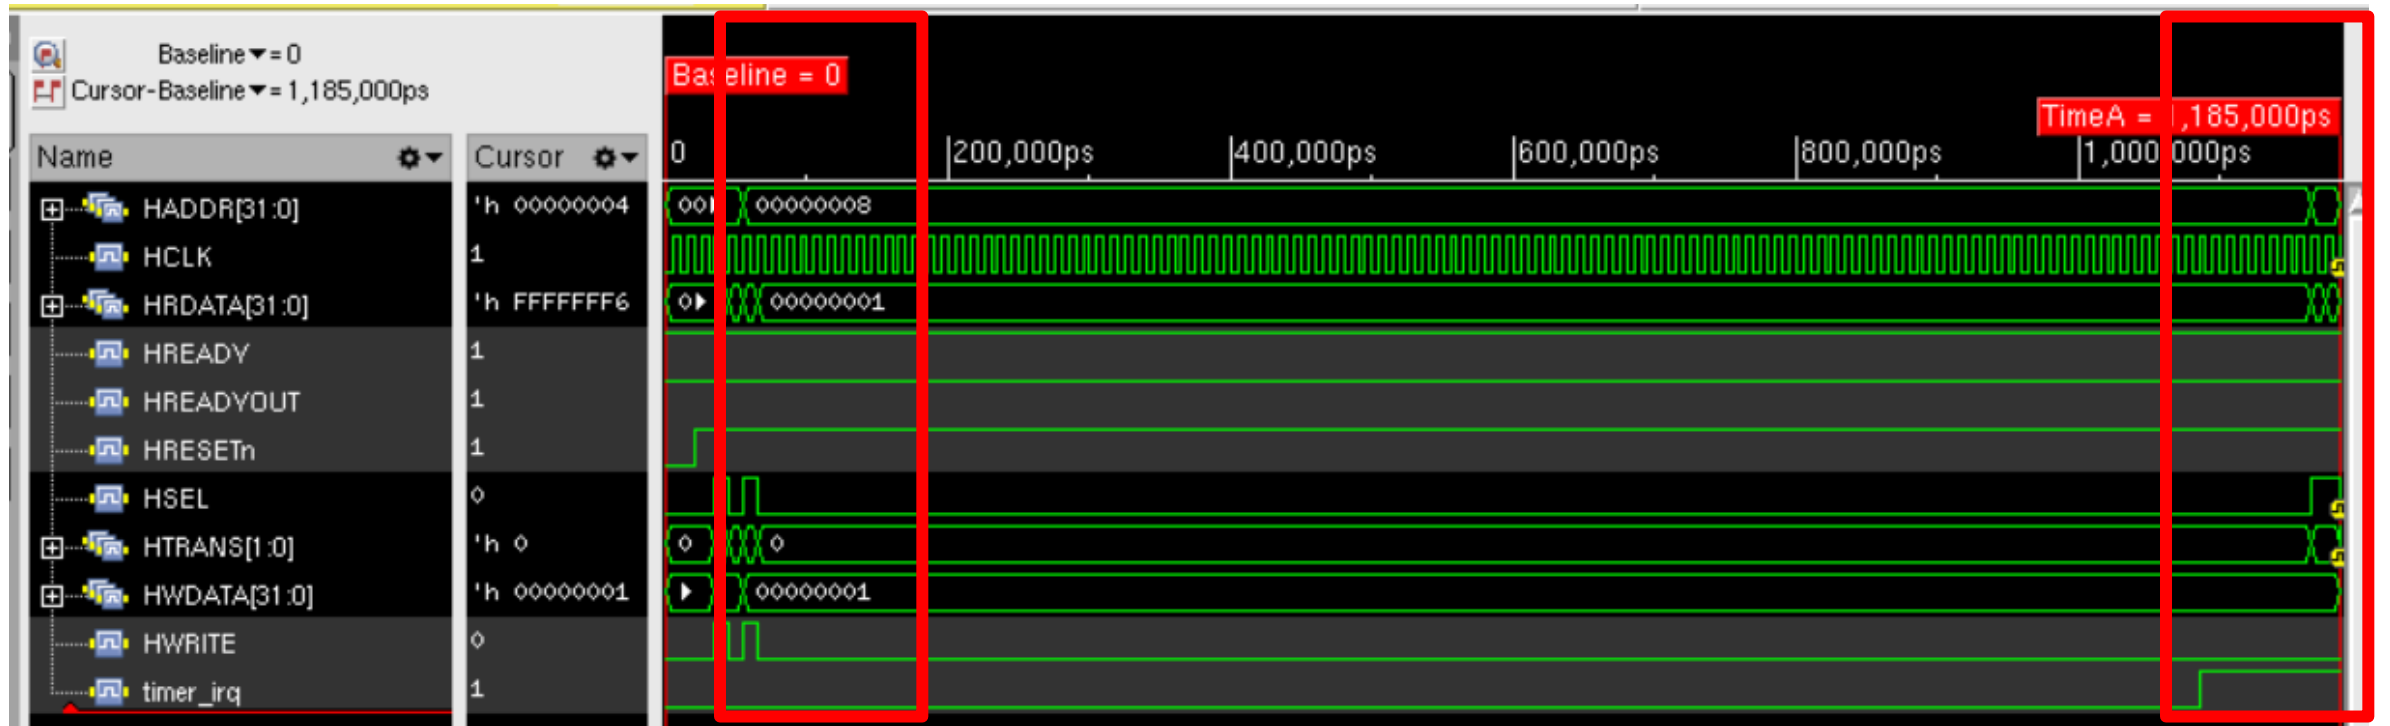 Baseline = 0
Cursor-Baseline = 1,185,000ps
Baseline = 0
TimeA = 1,185,000ps
Name Cursor 0 200,000ps 400,000ps 600,000ps 800,000ps 1,000,000ps
HADDR[31:0] 'h 00000004 00 00000008
HCLK 1
HRDATA[31:0] 'h FFFFFFF6 0 00000001
HREADY 1
HREADYOUT 1
HRESETn 1
HSEL 0
HTRANS[1:0] 'h 0 0 0
HWDATA[31:0] 'h 00000001 00000001
HWRITE 0
timer_irq 1